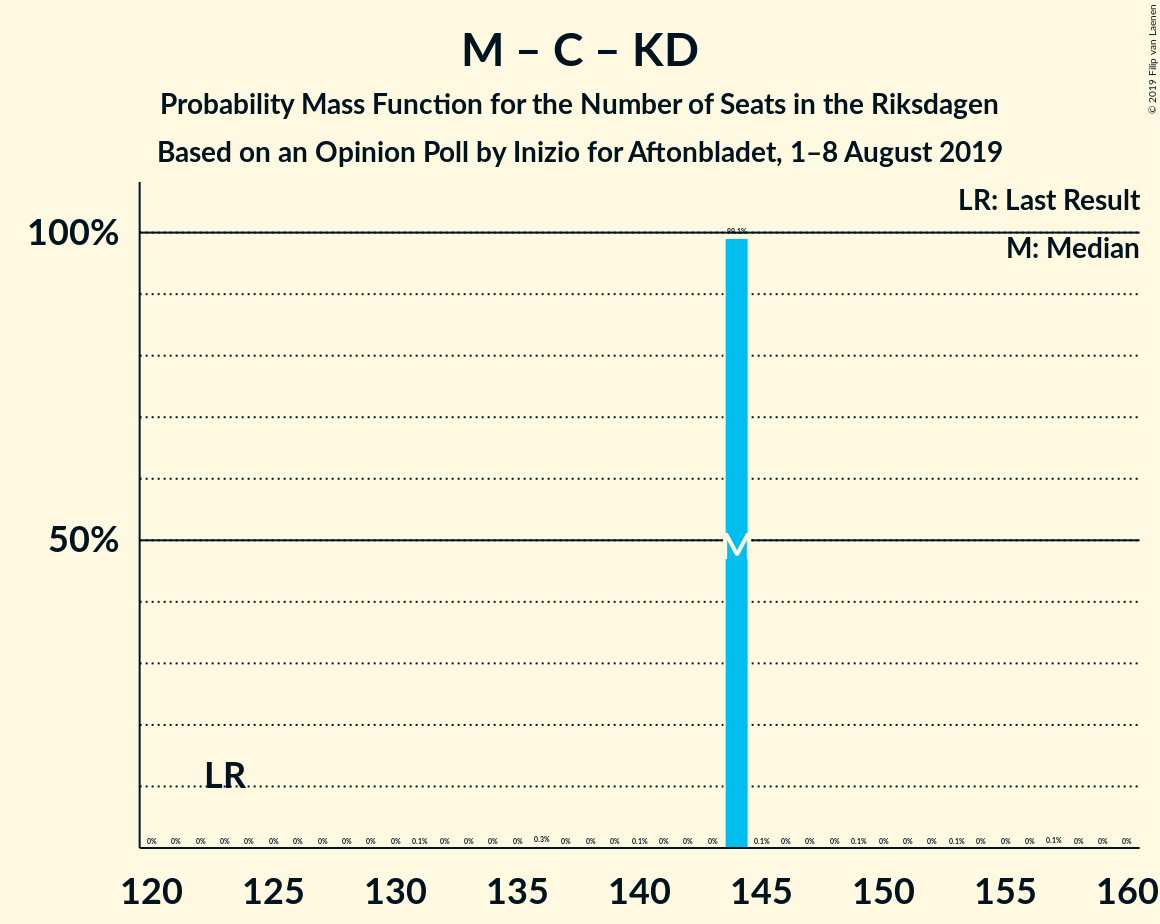 M – C – KD
Probability Mass Function for the Number of Seats in the Riksdagen
Based on an Opinion Poll by Inizio for Aftonbladet, 1–8 August 2019
© 2019 Filip van Laenen
LR: Last Result
M: Median
100%
50%
99.1%
M
LR
0% 0% 0% 0% 0% 0% 0% 0% 0% 0% 0% 0.1% 0% 0% 0% 0% 0.3% 0% 0% 0% 0.1% 0% 0% 0% 0.1% 0% 0% 0% 0.1% 0% 0% 0% 0.1% 0% 0% 0% 0.1% 0% 0% 0%
120 125 130 135 140 145 150 155 160